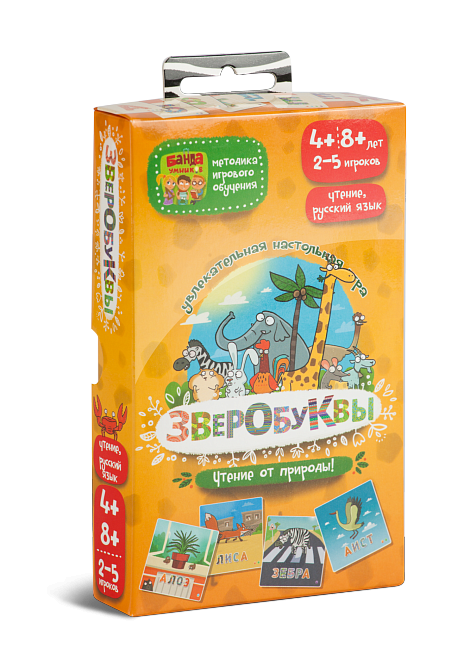 БАНДА
УМНИКОВ
методика
игрового
обучения
4+ 8+ лет
2-5 игроков
чтение,
русский язык
увлекательная настольная игра
ЗВЕРОБУКВЫ
чтение от природы!
АЛОЭ
ЛИСА
ЗЕБРА
АИСТ
ЗВЕРОБУКВЫ
чтение,
русский
язык
4+
8+
2-5
игроков